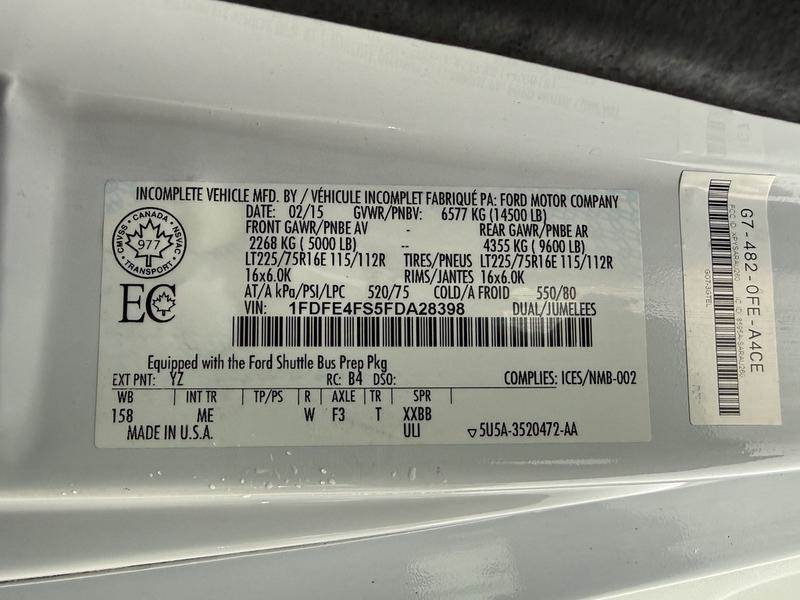 INCOMPLETE VEHICLE MFD. BY / VÉHICULE INCOMPLET FABRIQUÉ PA: FORD MOTOR COMPANY
DATE: 02/15 GVWR/PNBV: 6577 KG (14500 LB)
FRONT GAWR/PNBE AV -- REAR GAWR/PNBE AR
2268 KG ( 5000 LB) -- 4355 KG ( 9600 LB)
LT225/75R16E 115/112R TIRES/PNEUS LT225/75R16E 115/112R
16x6.0K RIMS/JANTES 16x6.0K
AT/A kPa/PSI/LPC 520/75 COLD/A FROID 550/80
VIN: 1FDFE4FS5FDA28398 DUAL/JUMELEES
CANADA
CMVSS 977 NSVAC
TRANSPORT
EC
Equipped with the Ford Shuttle Bus Prep Pkg
EXT PNT: YZ RC: B4 DSO: COMPLIES: ICES/NMB-002
WB INT TR TP/PS R AXLE TR SPR
158 ME W F3 T XXBB
MADE IN U.S.A. ULI 5U5A-3520472-AA
G7-482-0FE-A4CE
GO7-3GTEL